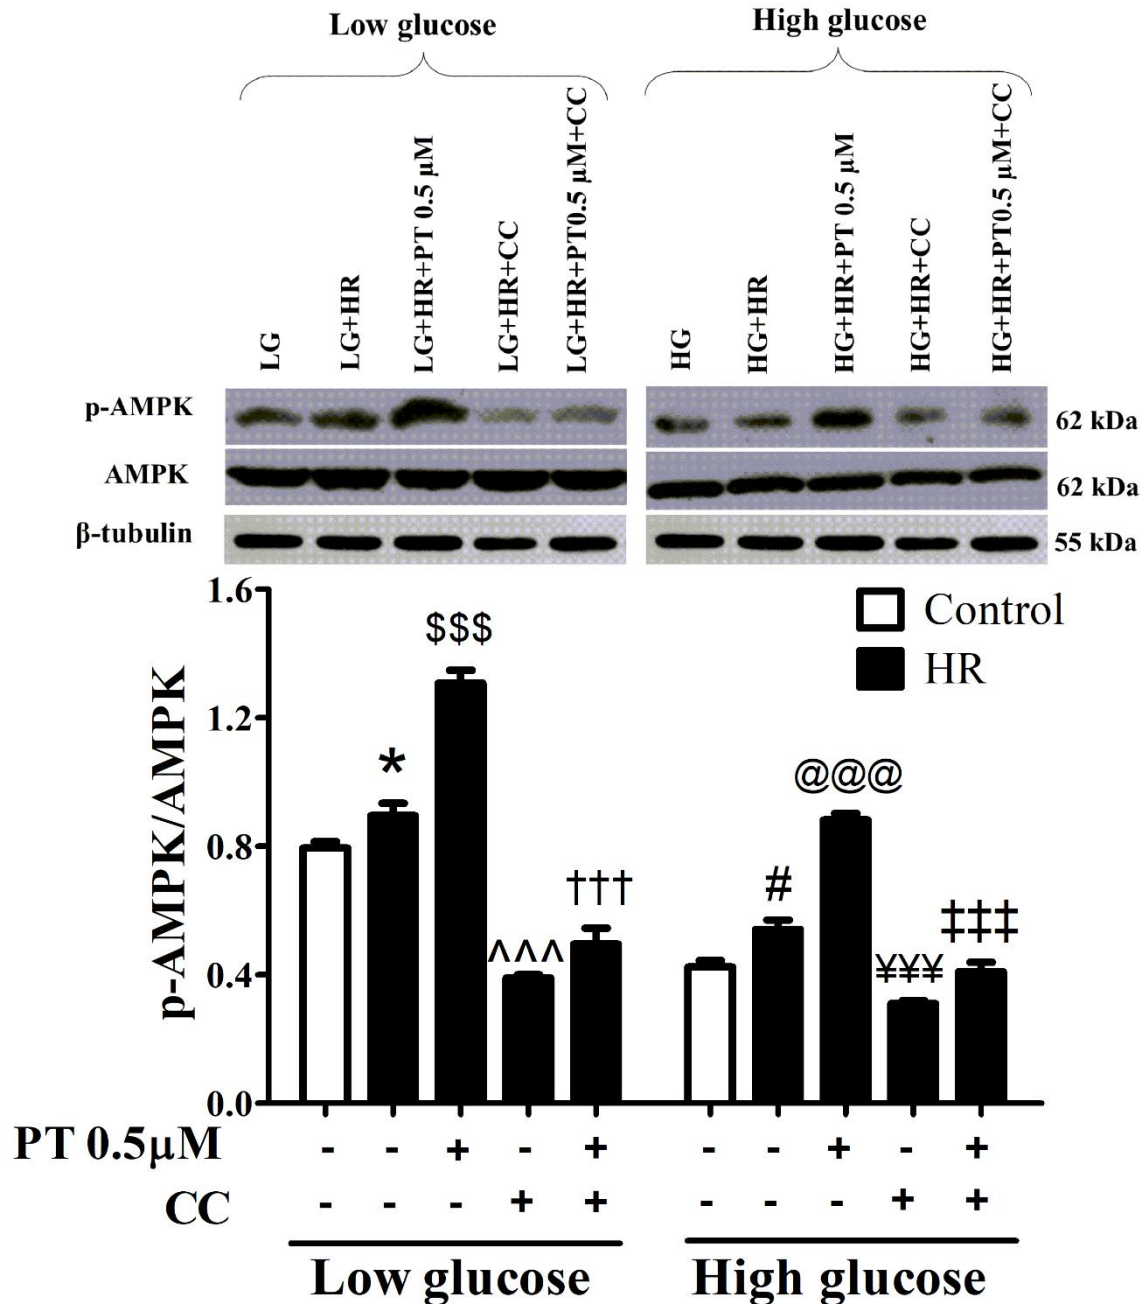 Low glucose
High glucose
LG
LG+HR
LG+HR+PT 0.5 μM
LG+HR+CC
LG+HR+PT0.5 μM+CC
HG
HG+HR
HG+HR+PT 0.5 μM
HG+HR+CC
HG+HR+PT0.5 μM+CC
p-AMPK
62 kDa
AMPK
62 kDa
β-tubulin
55 kDa
1.6
1.2
0.8
0.4
0.0
p-AMPK/AMPK
Control
HR
*
$$$
^^^
†††
#
@@@
¥¥¥
‡‡‡
PT 0.5μM - - + - + - - + - +
CC - - - + + - - - + +
Low glucose
High glucose